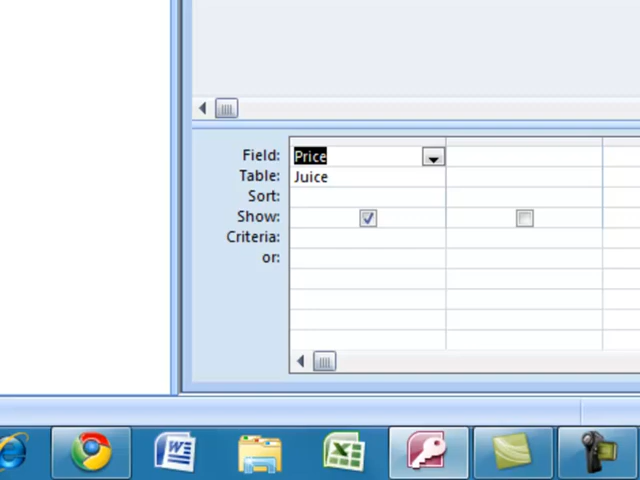 Field: Price
Table: Juice
Sort:
Show:
Criteria:
or: